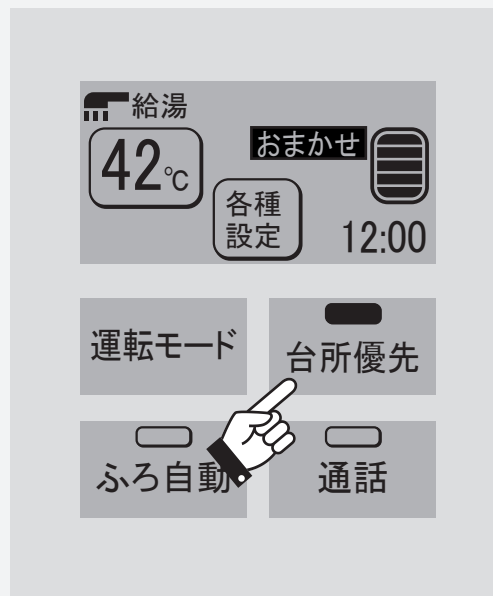 給湯
42℃
おまかせ
各種
設定
12:00
運転モード
台所優先
ふろ自動
通話